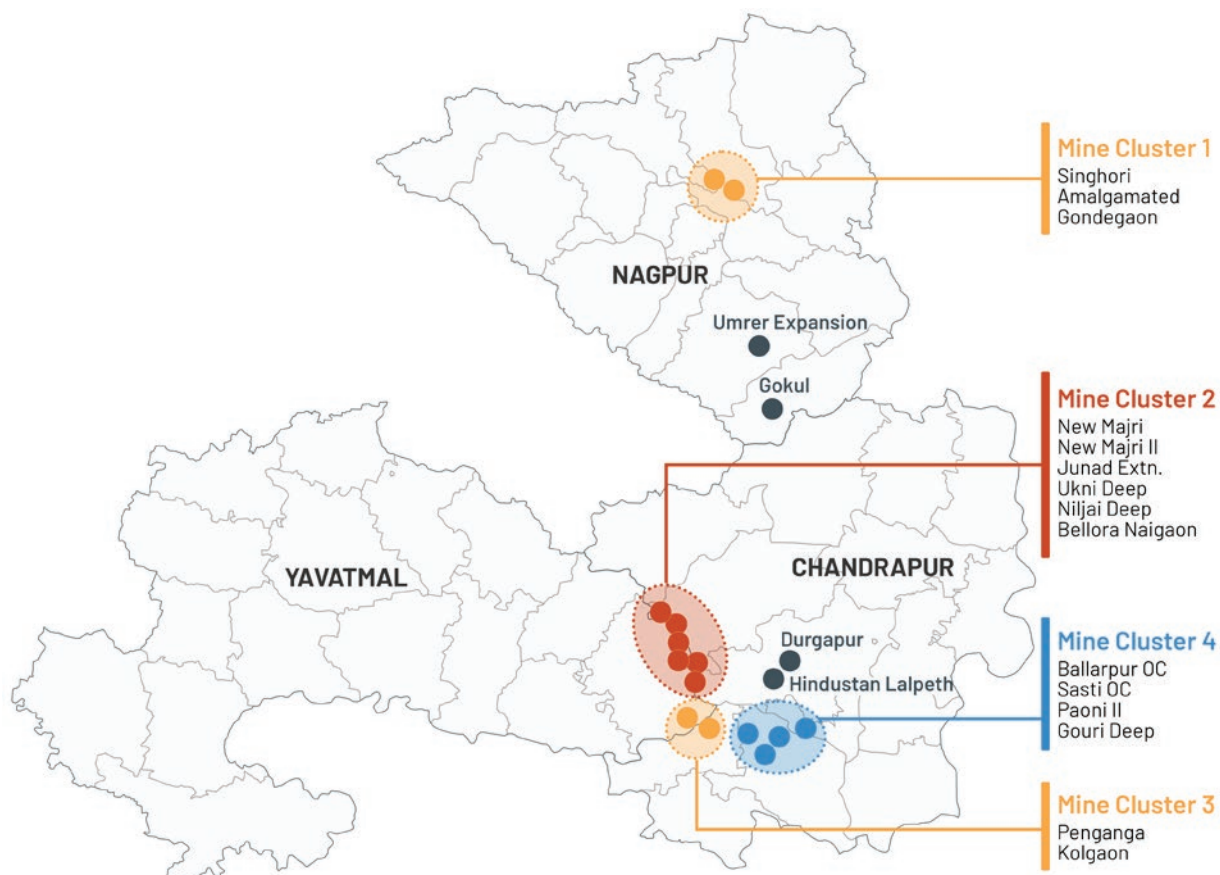 Mine Cluster 1
Singhori
Amalgamated
Gondegaon
NAGPUR
Umrer Expansion
Gokul
Mine Cluster 2
New Majri
New Majri II
Junad Extn.
Ukni Deep
Niljai Deep
Bellora Naigaon
YAVATMAL
CHANDRAPUR
Durgapur
Hindustan Lalpeth
Mine Cluster 4
Ballarpur OC
Sasti OC
Paoni II
Gouri Deep
Mine Cluster 3
Penganga
Kolgaon